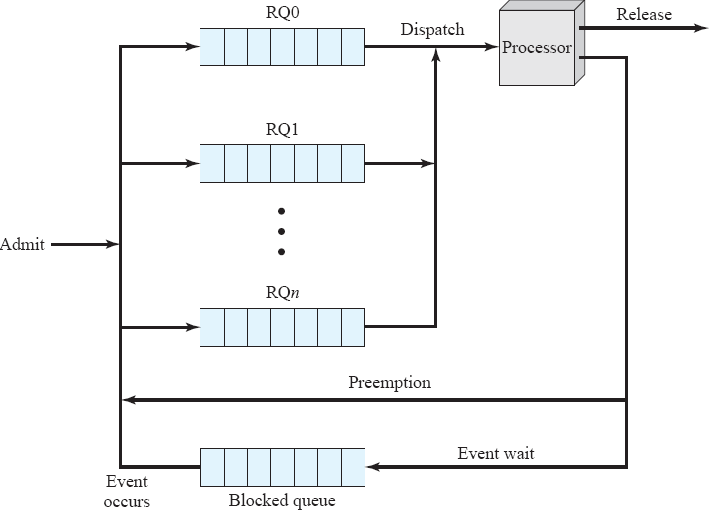 RQ0
Release
Dispatch
Processor
RQ1
Admit
RQn
Preemption
Event wait
Event
occurs
Blocked queue